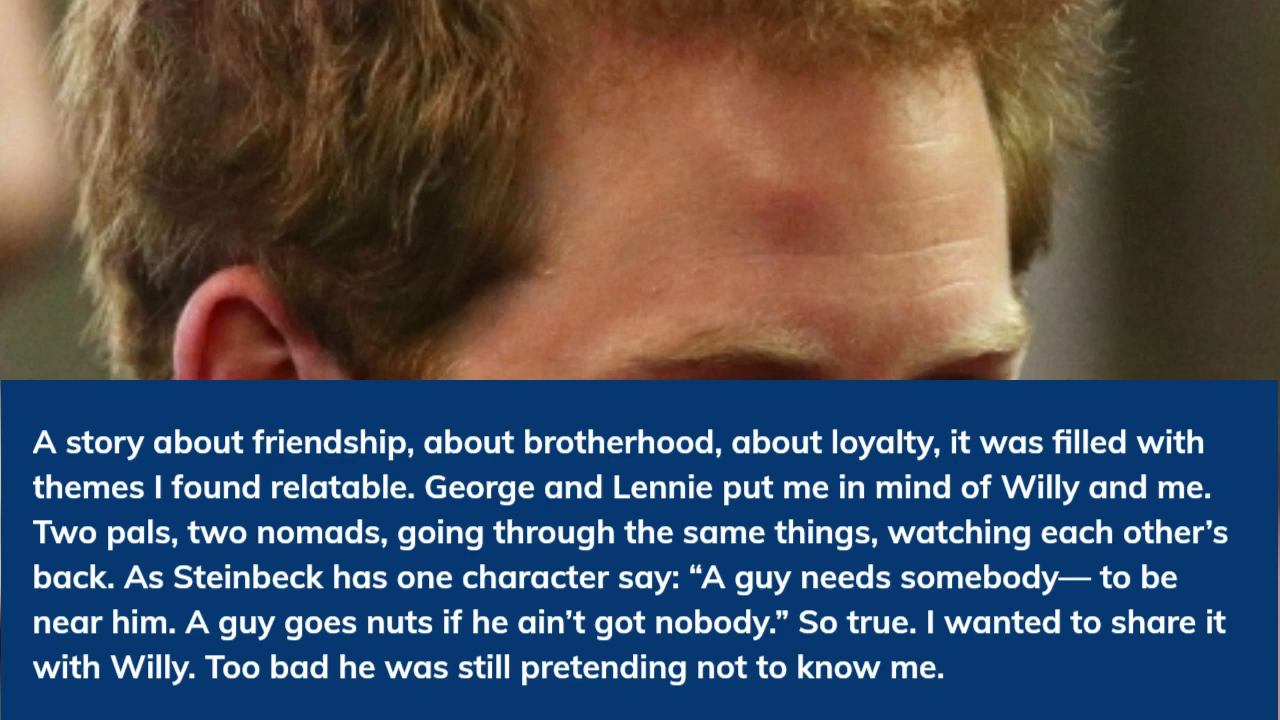 A story about friendship, about brotherhood, about loyalty, it was filled with
themes I found relatable. George and Lennie put me in mind of Willy and me.
Two pals, two nomads, going through the same things, watching each other’s
back. As Steinbeck has one character say: “A guy needs somebody— to be
near him. A guy goes nuts if he ain’t got nobody.” So true. I wanted to share it
with Willy. Too bad he was still pretending not to know me.